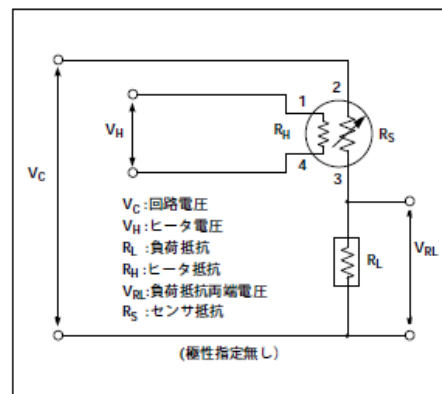 2
1
V_H
R_H
R_S
4
3
V_C
V_C:回路電圧
V_H:ヒータ電圧
R_L:負荷抵抗
R_H:ヒータ抵抗
V_RL:負荷抵抗両端電圧
R_S:センサ抵抗
R_L
V_RL
(極性指定無し)